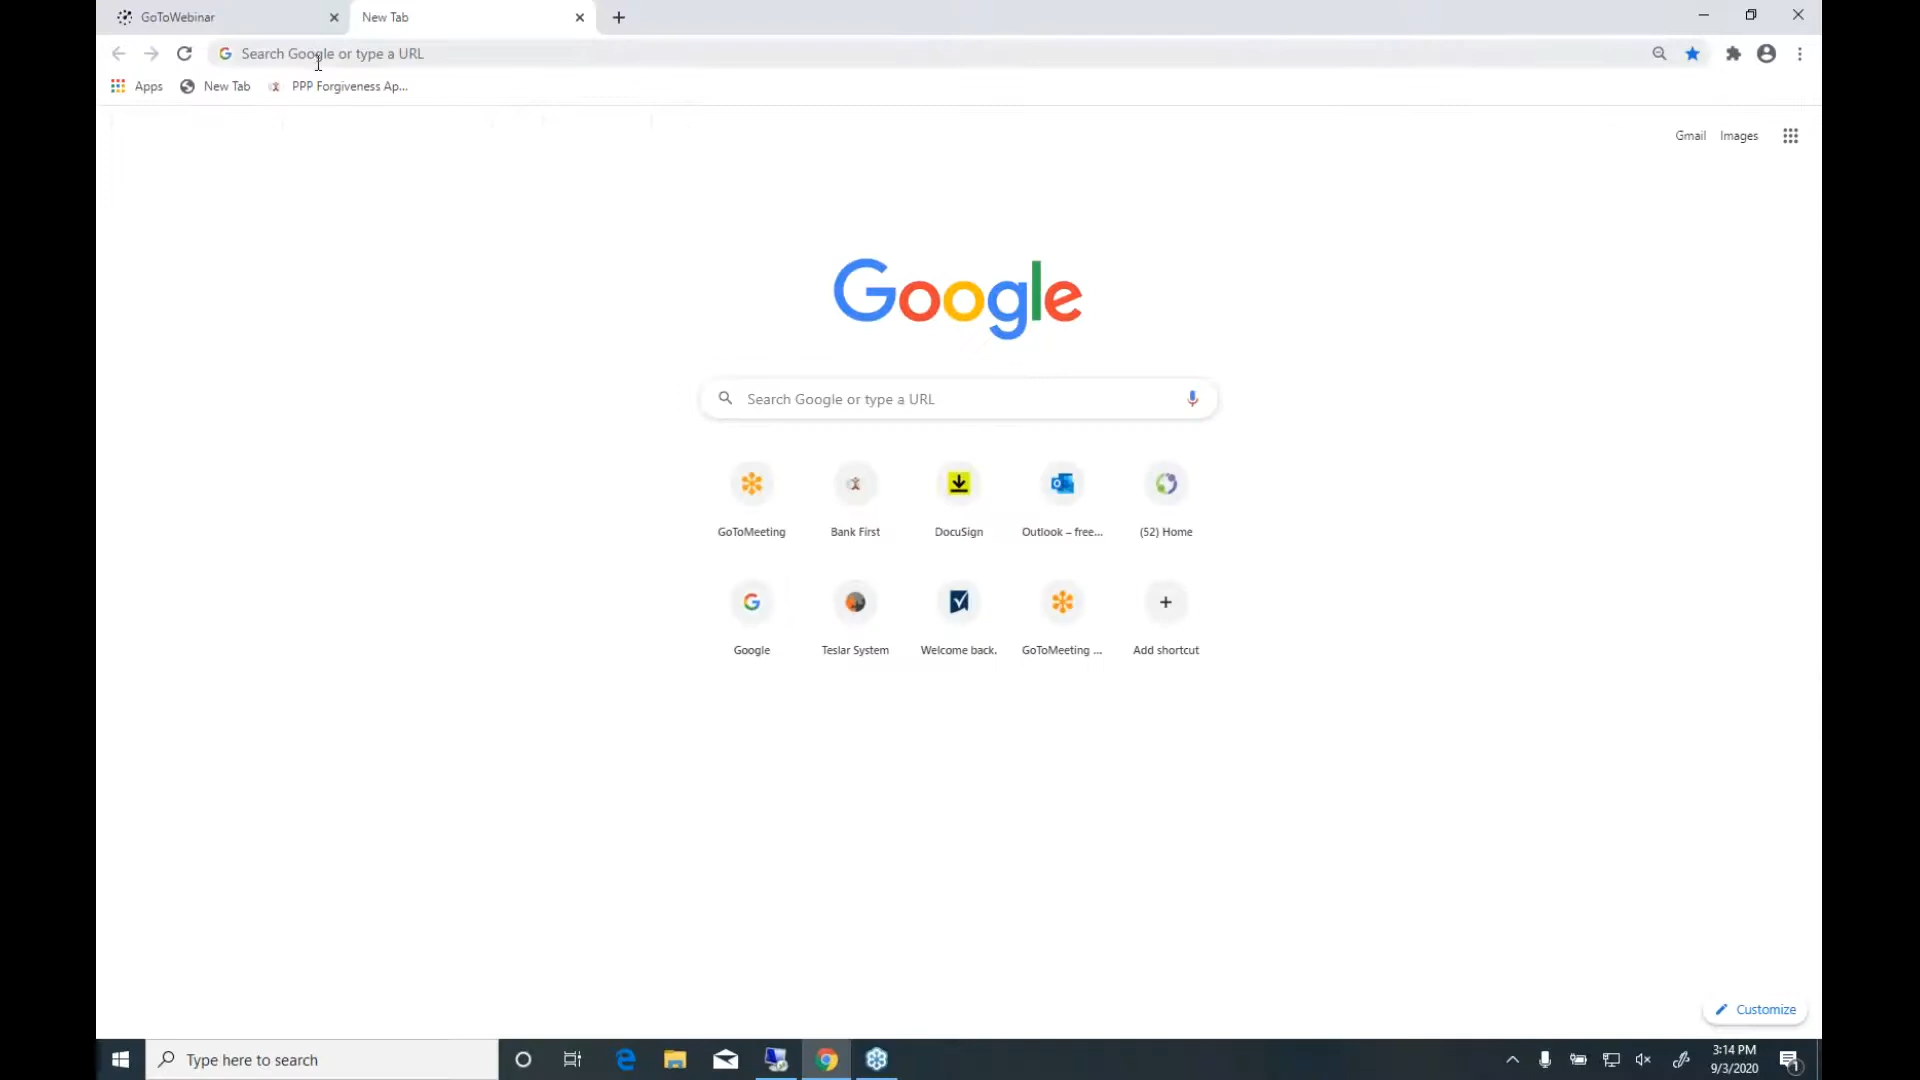 GoToWebinar
New Tab
Search Google or type a URL
Apps
New Tab
PPP Forgiveness Ap...
Gmail
Images
Google
Search Google or type a URL
GoToMeeting
Bank First
DocuSign
Outlook – free...
(52) Home
Google
Teslar System
Welcome back.
GoToMeeting ...
Add shortcut
Customize
Type here to search
3:14 PM
9/3/2020
1